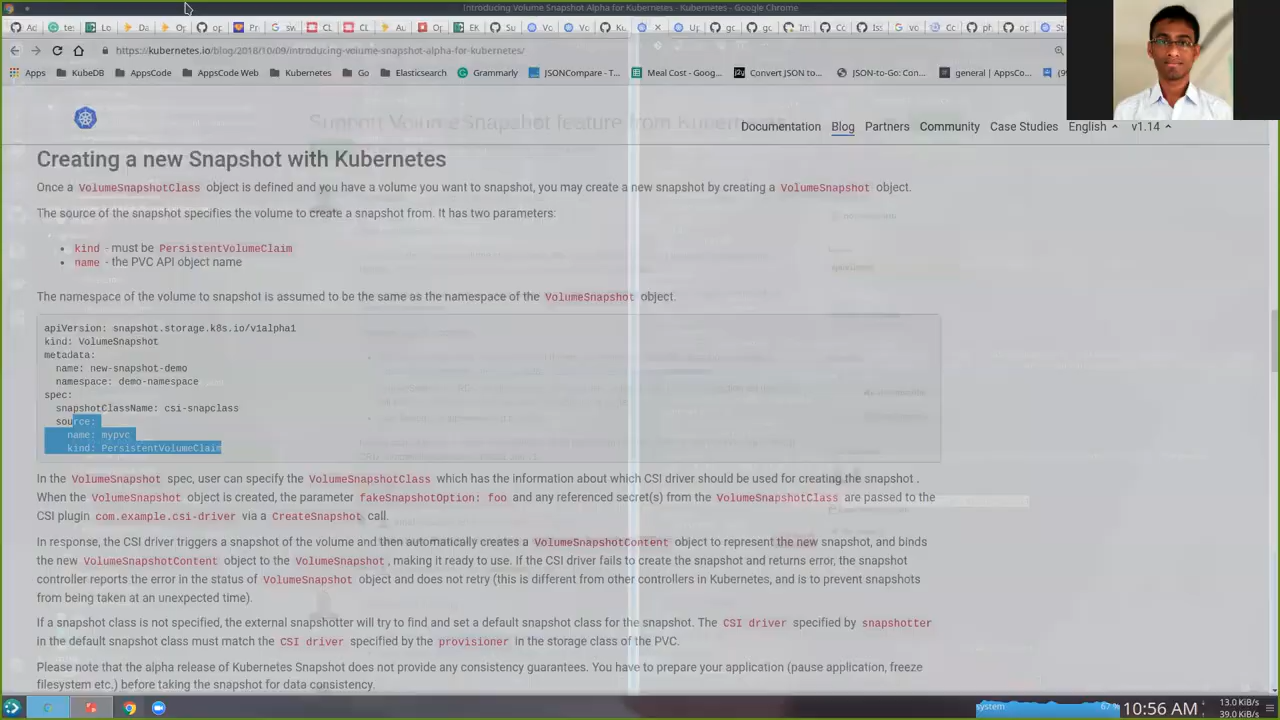 Introducing Volume Snapshot Alpha for Kubernetes - Kubernetes - Google Chrome
https://kubernetes.io/blog/2018/10/09/introducing-volume-snapshot-alpha-for-kubernetes/
Apps KubeDB AppsCode AppsCode Web Kubernetes Go Elasticsearch Grammarly JSONCompare - T... Meal Cost - Goog... Convert JSON to... JSON-to-Go: Con... general | AppsCo...
Support VolumeSnapshot feature from Kubernetes
Documentation Blog Partners Community Case Studies English v1.14
Creating a new Snapshot with Kubernetes
Once a VolumeSnapshotClass object is defined and you have a volume you want to snapshot, you may create a new snapshot by creating a VolumeSnapshot object.
The source of the snapshot specifies the volume to create a snapshot from. It has two parameters:
• kind - must be PersistentVolumeClaim
• name - the PVC API object name
The namespace of the volume to snapshot is assumed to be the same as the namespace of the VolumeSnapshot object.
apiVersion: snapshot.storage.k8s.io/v1alpha1
kind: VolumeSnapshot
metadata:
name: new-snapshot-demo
namespace: demo-namespace
spec:
snapshotClassName: csi-snapclass
source:
name: mypvc
kind: PersistentVolumeClaim
In the VolumeSnapshot spec, user can specify the VolumeSnapshotClass which has the information about which CSI driver should be used for creating the snapshot .
When the VolumeSnapshot object is created, the parameter fakeSnapshotOption: foo and any referenced secret(s) from the VolumeSnapshotClass are passed to the
CSI plugin com.example.csi-driver via a CreateSnapshot call.
In response, the CSI driver triggers a snapshot of the volume and then automatically creates a VolumeSnapshotContent object to represent the new snapshot, and binds
the new VolumeSnapshotContent object to the VolumeSnapshot, making it ready to use. If the CSI driver fails to create the snapshot and returns error, the snapshot
controller reports the error in the status of VolumeSnapshot object and does not retry (this is different from other controllers in Kubernetes, and is to prevent snapshots
from being taken at an unexpected time).
If a snapshot class is not specified, the external snapshotter will try to find and set a default snapshot class for the snapshot. The CSI driver specified by snapshotter
in the default snapshot class must match the CSI driver specified by the provisioner in the storage class of the PVC.
Please note that the alpha release of Kubernetes Snapshot does not provide any consistency guarantees. You have to prepare your application (pause application, freeze
filesystem etc.) before taking the snapshot for data consistency.
system 67 % 10:56 AM 13.0 KiB/s
39.0 KiB/s